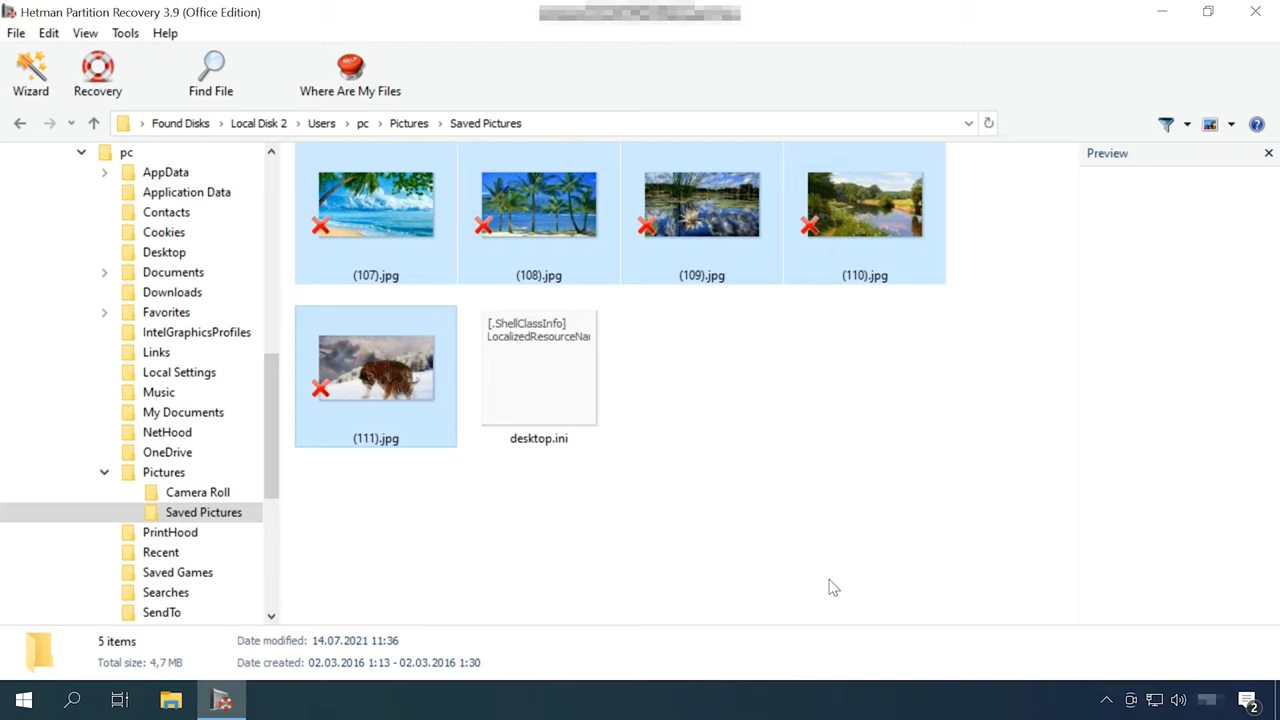 Hetman Partition Recovery 3.9 (Office Edition)
File Edit View Tools Help
Wizard Recovery Find File Where Are My Files
Found Disks Local Disk 2 Users pc Pictures Saved Pictures
pc
AppData
Application Data
Contacts
Cookies
Desktop
Documents
Downloads
Favorites
IntelGraphicsProfiles
Links
Local Settings
Music
My Documents
NetHood
OneDrive
Pictures
Camera Roll
Saved Pictures
PrintHood
Recent
Saved Games
Searches
SendTo
(107).jpg (108).jpg (109).jpg (110).jpg
[.ShellClassInfo]
LocalizedResourceNa
(111).jpg desktop.ini
Preview
5 items Date modified: 14.07.2021 11:36
Total size: 4,7 MB Date created: 02.03.2016 1:13 - 02.03.2016 1:30
2